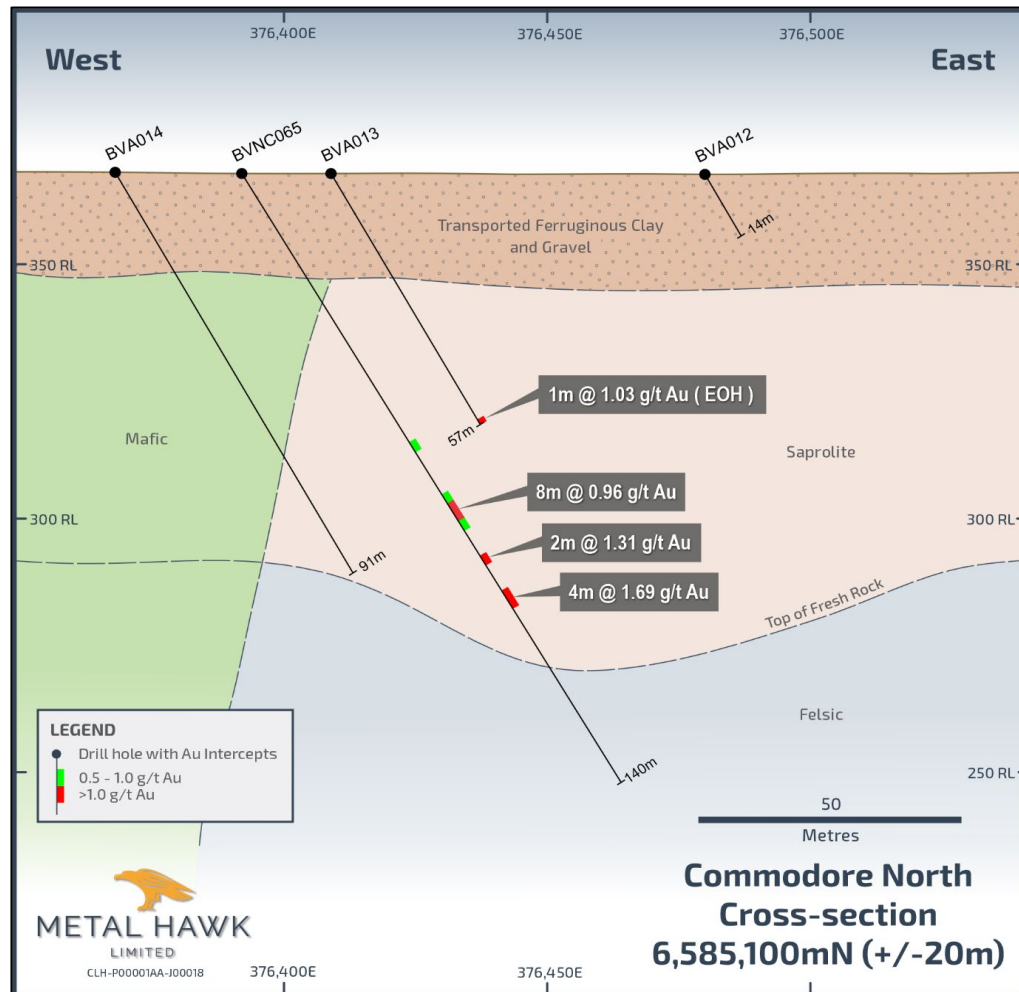 376,400E
376,450E
376,500E
West
East
BVA014
BVNC065
BVA013
BVA012
14m
Transported Ferruginous Clay
and Gravel
350 RL
350 RL
1m @ 1.03 g/t Au ( EOH )
57m
Mafic
Saprolite
8m @ 0.96 g/t Au
300 RL
300 RL
2m @ 1.31 g/t Au
91m
4m @ 1.69 g/t Au
Top of Fresh Rock
Felsic
LEGEND
Drill hole with Au Intercepts
0.5 - 1.0 g/t Au
>1.0 g/t Au
140m
250 RL
50
Metres
Commodore North
Cross-section
6,585,100mN (+/-20m)
METAL HAWK
LIMITED
CLH-P00001AA-J00018
376,400E
376,450E